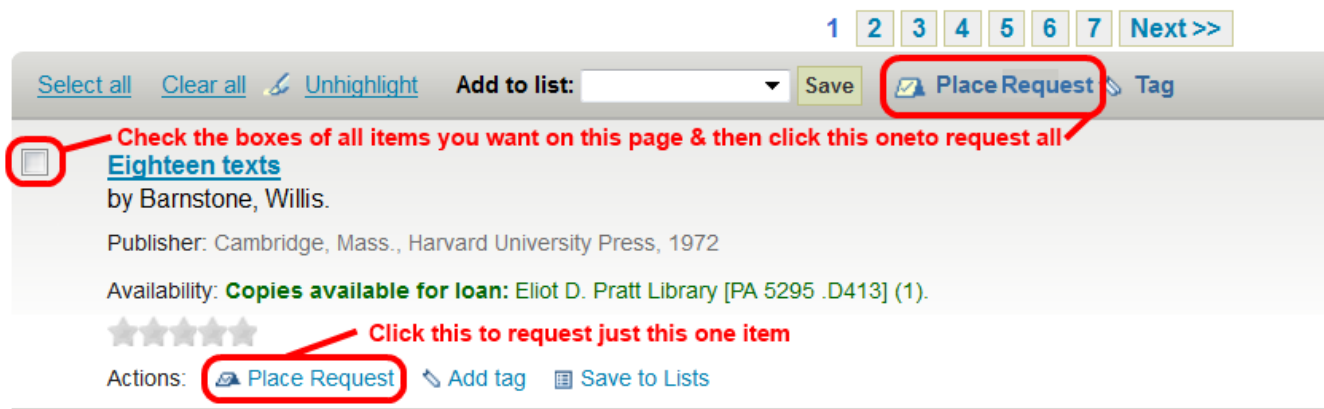 1 2 3 4 5 6 7 Next >>
Select all Clear all Unhighlight Add to list: Save Place Request Tag
Check the boxes of all items you want on this page & then click this oneto request all
Eighteen texts
by Barnstone, Willis.
Publisher: Cambridge, Mass., Harvard University Press, 1972
Availability: Copies available for loan: Eliot D. Pratt Library [PA 5295 .D413] (1).
Click this to request just this one item
Actions: Place Request Add tag Save to Lists